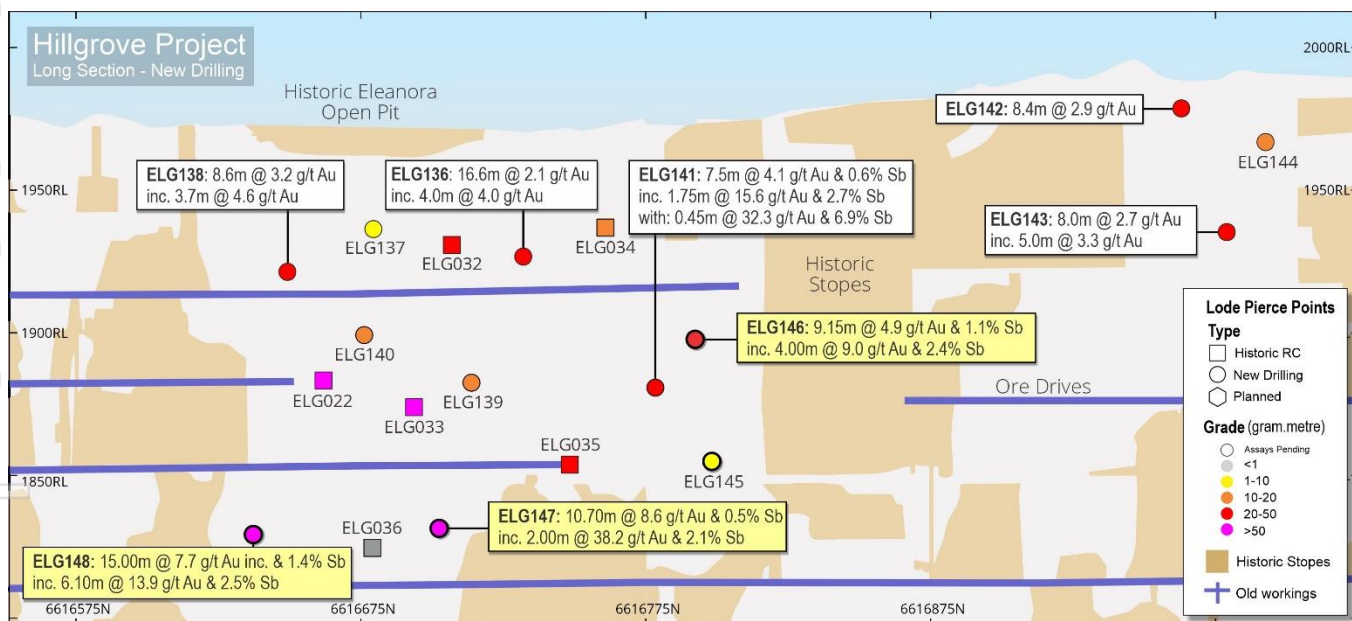 Hillgrove Project
Long Section - New Drilling
2000RL
Historic Eleanora
Open Pit
ELG142: 8.4m @ 2.9 g/t Au
ELG144
1950RL
1950RL
ELG138: 8.6m @ 3.2 g/t Au
inc. 3.7m @ 4.6 g/t Au
ELG136: 16.6m @ 2.1 g/t Au
inc. 4.0m @ 4.0 g/t Au
ELG141: 7.5m @ 4.1 g/t Au & 0.6% Sb
inc. 1.75m @ 15.6 g/t Au & 2.7% Sb
with: 0.45m @ 32.3 g/t Au & 6.9% Sb
ELG143: 8.0m @ 2.7 g/t Au
inc. 5.0m @ 3.3 g/t Au
ELG137
ELG032
ELG034
Historic
Stopes
1900RL
ELG140
ELG146: 9.15m @ 4.9 g/t Au & 1.1% Sb
inc. 4.00m @ 9.0 g/t Au & 2.4% Sb
ELG022
ELG033
ELG139
Ore Drives
ELG035
1850RL
ELG145
ELG036
ELG147: 10.70m @ 8.6 g/t Au & 0.5% Sb
inc. 2.00m @ 38.2 g/t Au & 2.1% Sb
ELG148: 15.00m @ 7.7 g/t Au inc. & 1.4% Sb
inc. 6.10m @ 13.9 g/t Au & 2.5% Sb
6616575N
6616675N
6616775N
6616875N
Lode Pierce Points
Type
Historic RC
New Drilling
Planned
Grade (gram.metre)
Assays Pending
<1
1-10
10-20
20-50
>50
Historic Stopes
Old workings